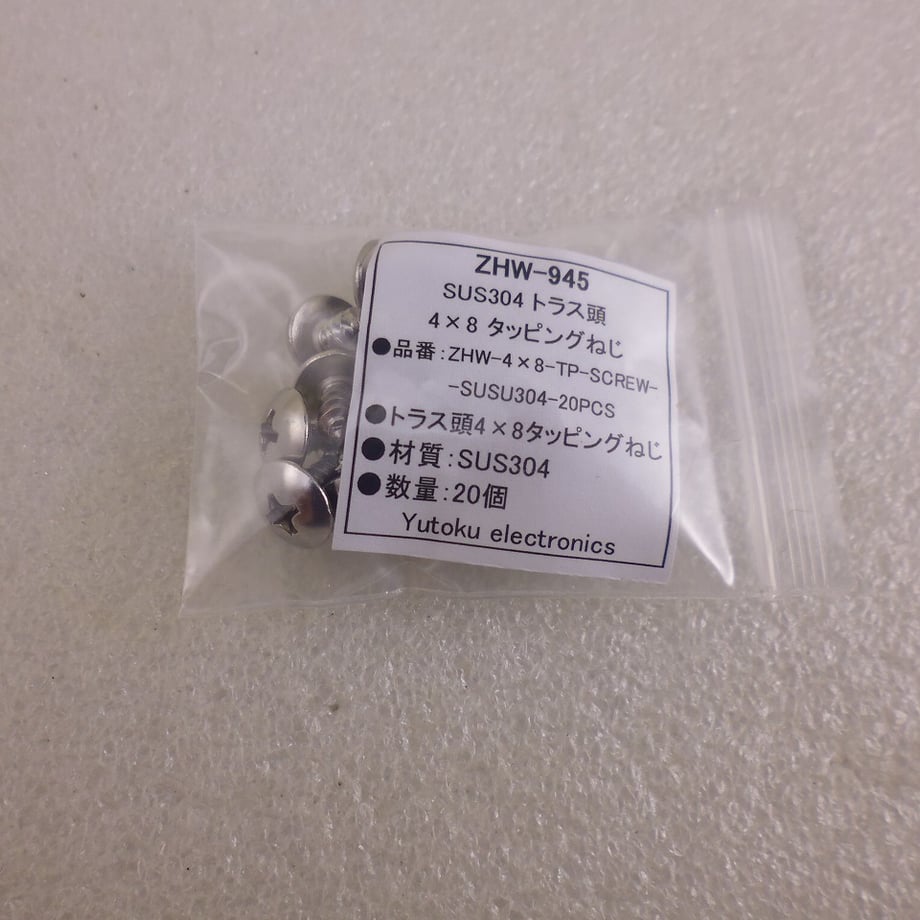 ZHW-945
SUS304 トラス頭
4×8 タッピングねじ
●品番:ZHW-4×8-TP-SCREW-
-SUSU304-20PCS
●トラス頭4×8タッピングねじ
●材質:SUS304
●数量:20個
Yutoku electronics